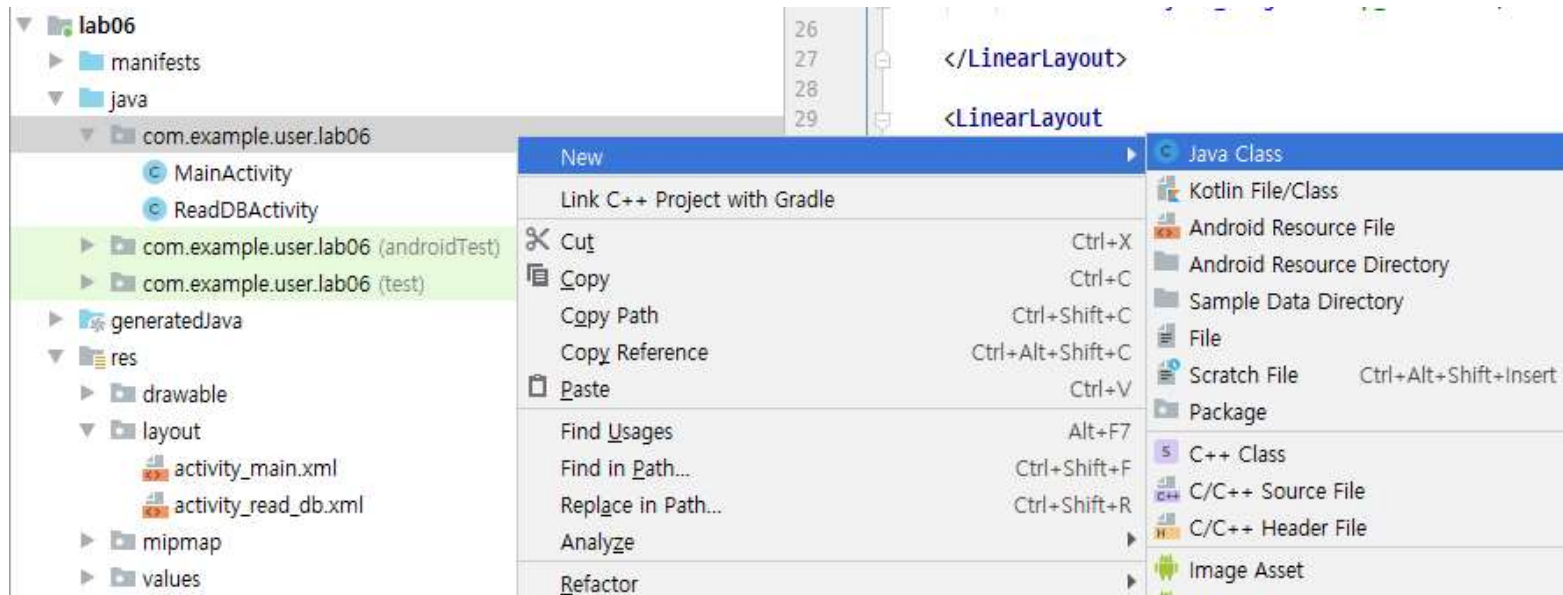 lab06
manifests
java
com.example.user.lab06
MainActivity
ReadDBActivity
com.example.user.lab06 (androidTest)
com.example.user.lab06 (test)
generatedJava
res
drawable
layout
activity_main.xml
activity_read_db.xml
mipmap
values
26
27 </LinearLayout>
28
29 <LinearLayout
New
Link C++ Project with Gradle
Cut Ctrl+X
Copy Ctrl+C
Copy Path Ctrl+Shift+C
Copy Reference Ctrl+Alt+Shift+C
Paste Ctrl+V
Find Usages Alt+F7
Find in Path... Ctrl+Shift+F
Replace in Path... Ctrl+Shift+R
Analyze
Refactor
Java Class
Kotlin File/Class
Android Resource File
Android Resource Directory
Sample Data Directory
File
Scratch File Ctrl+Alt+Shift+Insert
Package
C++ Class
C/C++ Source File
C/C++ Header File
Image Asset